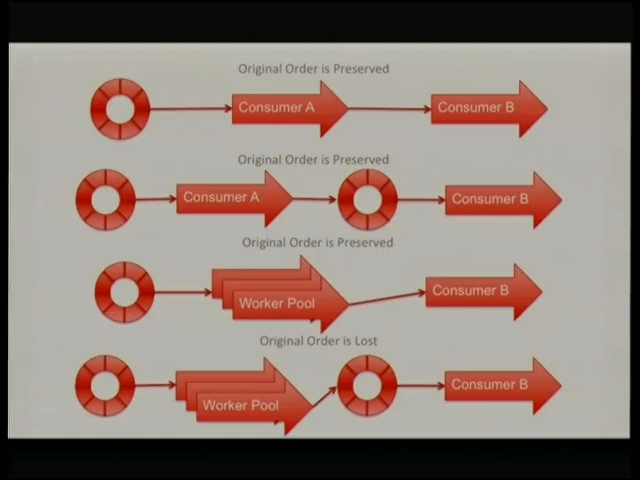 Original Order is Preserved
Consumer A
Consumer B
Original Order is Preserved
Consumer A
Consumer B
Original Order is Preserved
Worker Pool
Consumer B
Original Order is Lost
Worker Pool
Consumer B